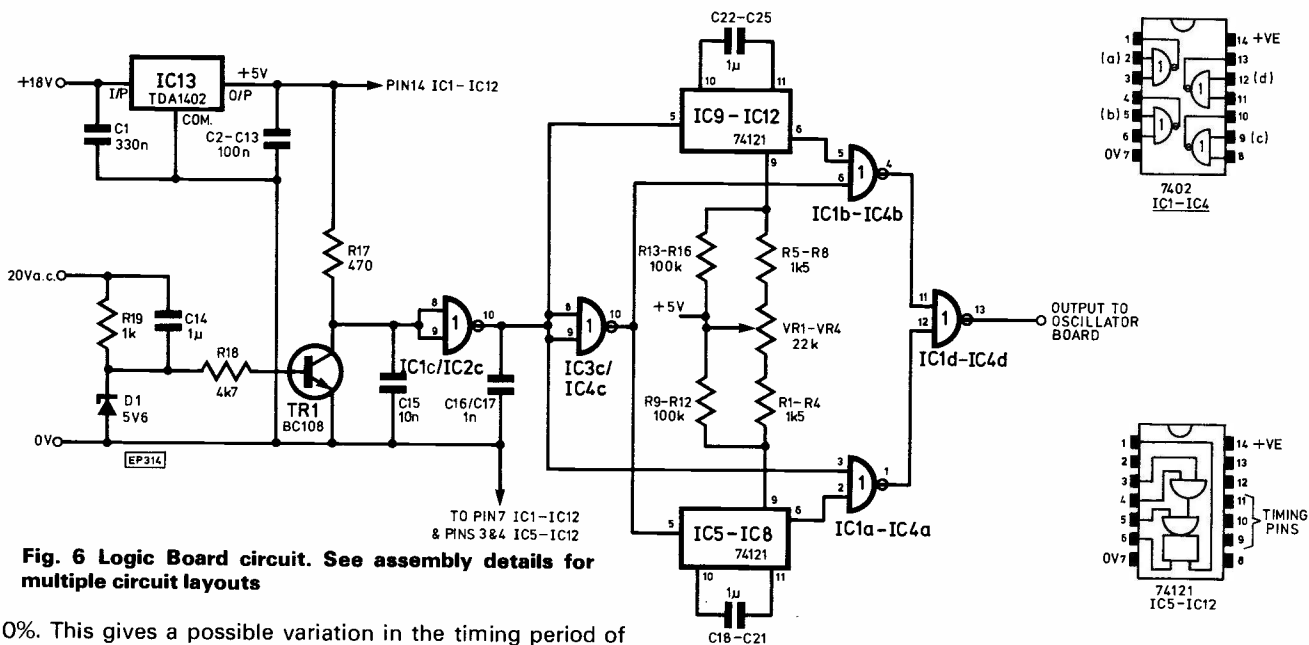 +18V
I/P
IC13
TDA1402
COM.
+5V
O/P
PIN14 IC1-IC12
C1
330n
C2-C13
100n
20Va.c.
R19
1k
C14
1μ
R18
4k7
D1
5V6
TR1
BC108
R17
470
0V
EP314
8
9
1
10
IC1c/IC2c
C15
10n
C16/C17
1n
TO PIN7 IC1-IC12
& PINS 3&4 IC5-IC12
8
9
1
10
IC3c/
IC4c
C22-C25
1μ
10
11
5
IC9-IC12
74121
6
9
R13-R16
100k
R5-R8
1k5
+5V
VR1-VR4
22k
R9-R12
100k
R1-R4
1k5
9
5
IC5-IC8
74121
6
10
11
1μ
C18-C21
5
6
1
4
IC1b-IC4b
3
2
1
1
IC1a-IC4a
11
12
1
13
IC1d-IC4d
OUTPUT TO
OSCILLATOR
BOARD
1
14 +VE
(a) 2
13
3
12 (d)
4
11
(b) 5
10
6
9 (c)
0V7
8
7402
IC1-IC4
1
14 +VE
2
13
3
12
4
11
5
10
6
9
TIMING
PINS
0V7
8
74121
IC5-IC12
Fig. 6 Logic Board circuit. See assembly details for
multiple circuit layouts
0%. This gives a possible variation in the timing period of